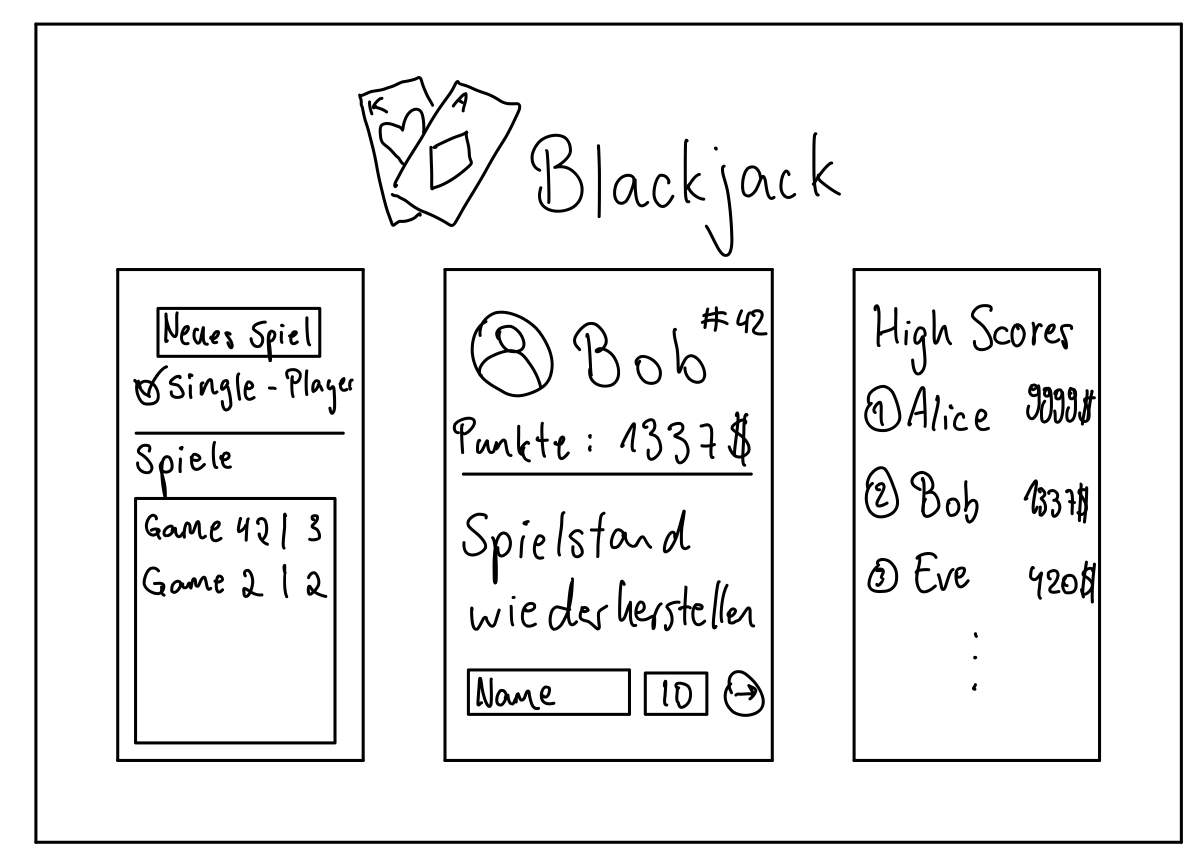 K A
Blackjack
Neues Spiel
Single-Player
Spiele
Game 42 | 3
Game 2 | 2
Bob #42
Punkte: 1337$
Spielstand
wiederherstellen
Name 10 →
High Scores
1 Alice 9999$
2 Bob 1337$
3 Eve 420$
⋮